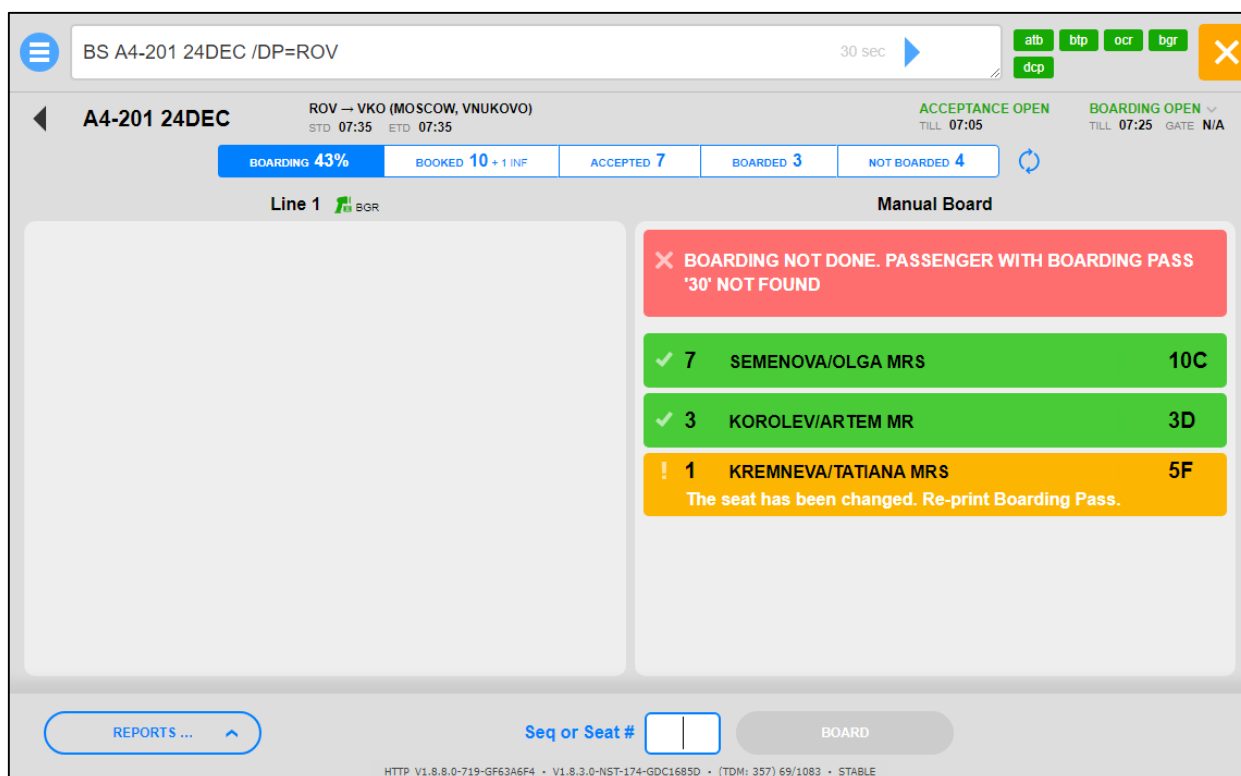 BS A4-201 24DEC /DP=ROV
30 sec
atb btp ocr bgr
dcp
A4-201 24DEC
ROV → VKO (MOSCOW, VNUKOVO)
STD 07:35 ETD 07:35
ACCEPTANCE OPEN
TILL 07:05
BOARDING OPEN
TILL 07:25 GATE N/A
BOARDING 43% BOOKED 10 + 1 INF ACCEPTED 7 BOARDED 3 NOT BOARDED 4
Line 1 BGR
Manual Board
BOARDING NOT DONE. PASSENGER WITH BOARDING PASS
'30' NOT FOUND
7 SEMENOVA/OLGA MRS 10C
3 KOROLEV/ARTEM MR 3D
! 1 KREMNEVA/TATIANA MRS 5F
The seat has been changed. Re-print Boarding Pass.
REPORTS ...
Seq or Seat #
BOARD
HTTP V1.8.8.0-719-GF63A6F4 • V1.8.3.0-NST-174-GDC1685D • (TDM: 357) 69/1083 • STABLE